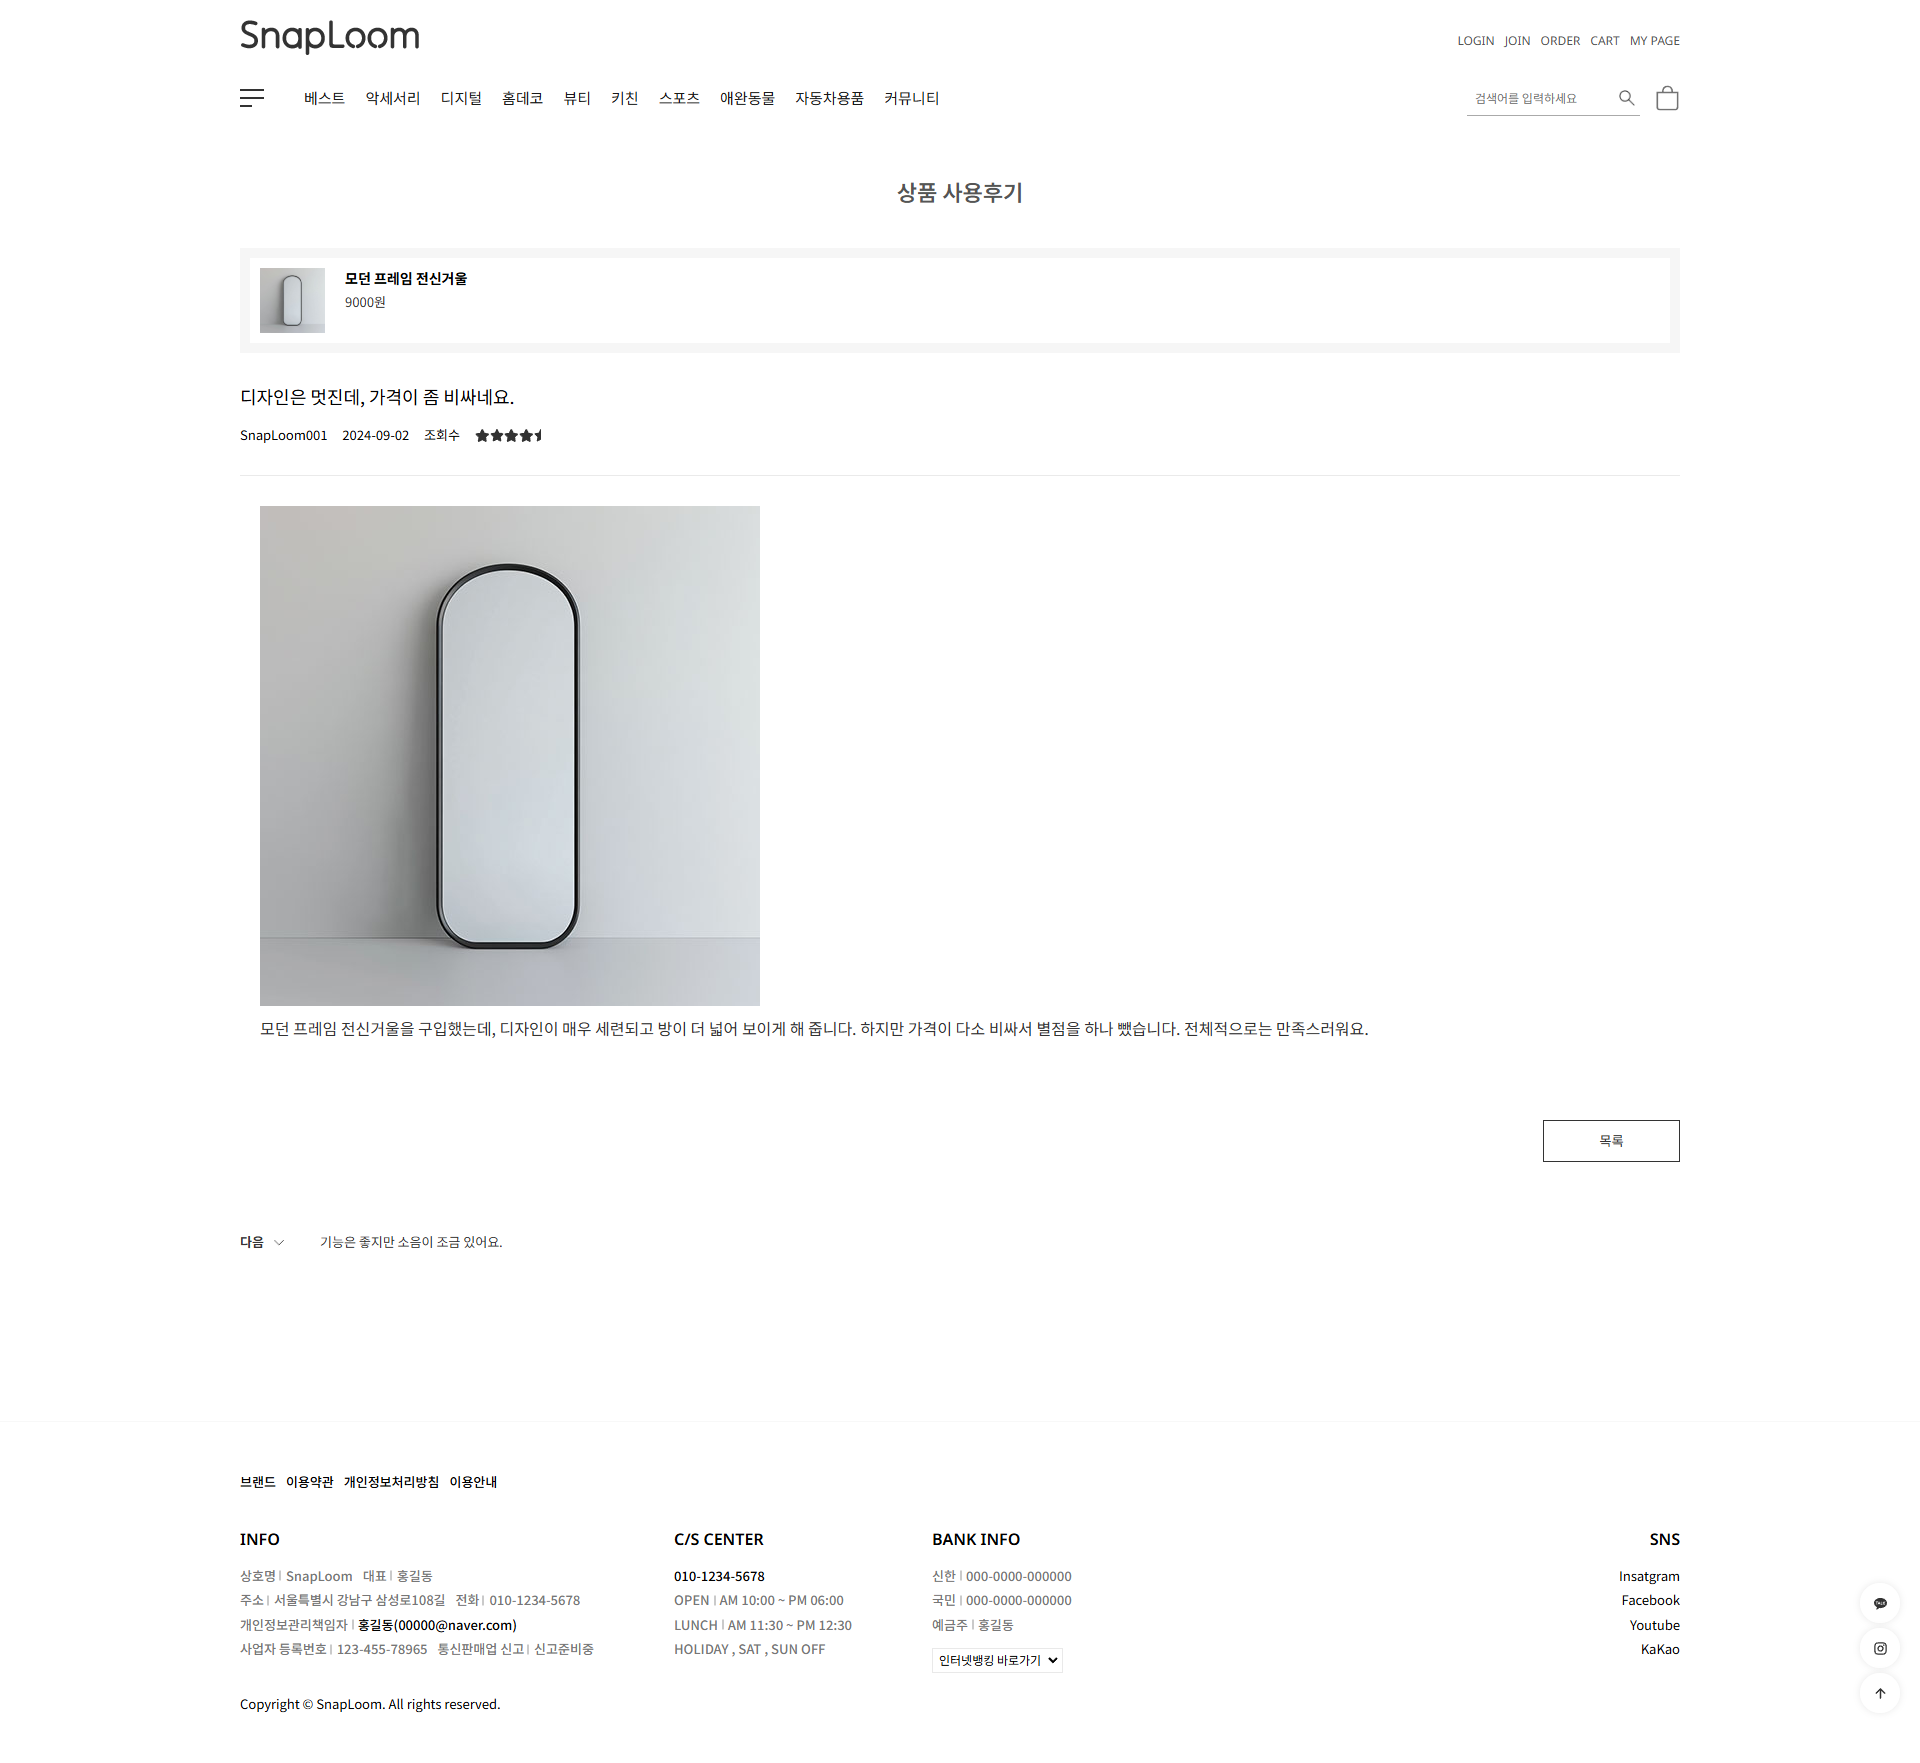 SnapLoom
LOGIN JOIN ORDER CART MY PAGE
베스트 악세서리 디지털 홈데코 뷰티 키친 스포츠 애완동물 자동차용품 커뮤니티
검색어를 입력하세요
상품 사용후기
모던 프레임 전신거울
9000원
디자인은 멋진데, 가격이 좀 비싸네요.
SnapLoom001 2024-09-02 조회수
모던 프레임 전신거울을 구입했는데, 디자인이 매우 세련되고 방이 더 넓어 보이게 해 줍니다. 하지만 가격이 다소 비싸서 별점을 하나 뺐습니다. 전체적으로는 만족스러워요.
목록
다음 기능은 좋지만 소음이 조금 있어요.
브랜드 이용약관 개인정보처리방침 이용안내
INFO
상호명 | SnapLoom 대표 | 홍길동
주소 | 서울특별시 강남구 삼성로108길 전화 | 010-1234-5678
개인정보관리책임자 | 홍길동(00000@naver.com)
사업자 등록번호 | 123-455-78965 통신판매업 신고 | 신고준비중
C/S CENTER
010-1234-5678
OPEN | AM 10:00 ~ PM 06:00
LUNCH | AM 11:30 ~ PM 12:30
HOLIDAY , SAT , SUN OFF
BANK INFO
신한 | 000-0000-000000
국민 | 000-0000-000000
예금주 | 홍길동
인터넷뱅킹 바로가기
SNS
Insatgram
Facebook
Youtube
KaKao
Copyright © SnapLoom. All rights reserved.